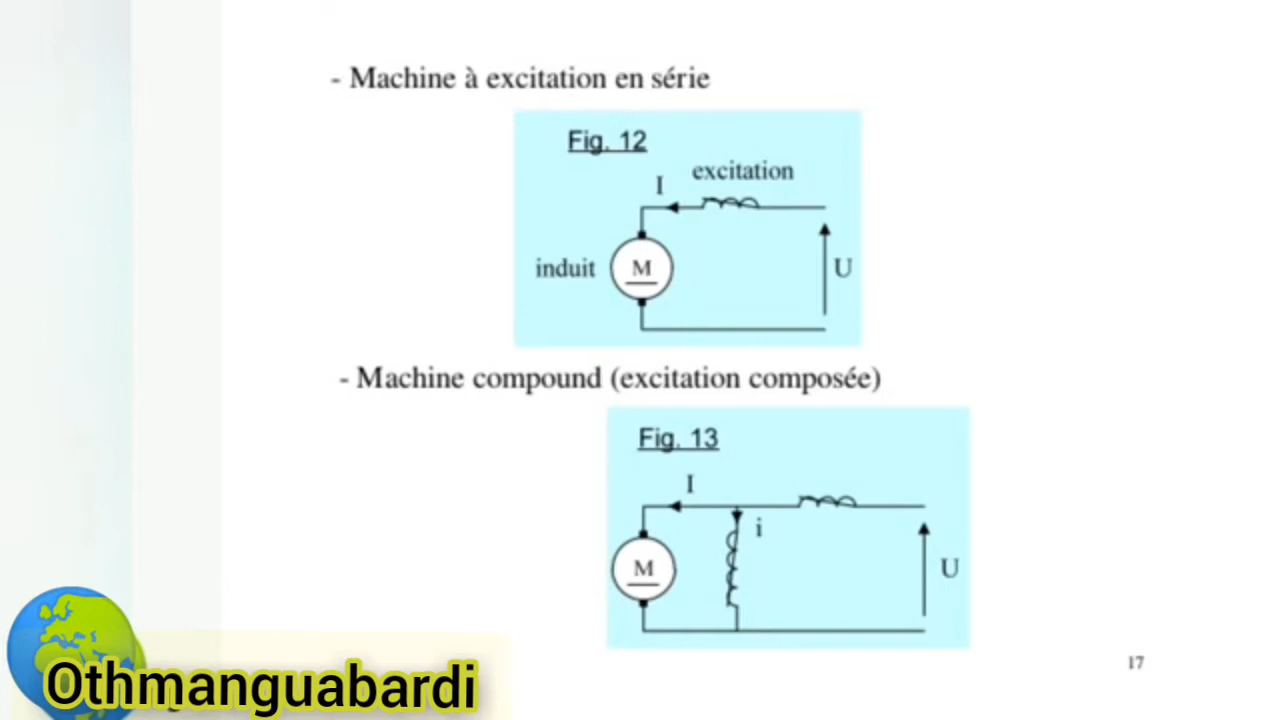 - Machine à excitation en série
Fig. 12
excitation
I
induit
M
U
- Machine compound (excitation composée)
Fig. 13
I
i
M
U
17
Othmanguabardi